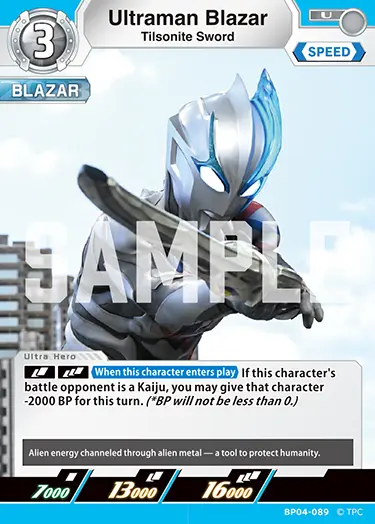 3
Ultraman Blazar
Tilsonite Sword
U
SPEED
BLAZAR
SAMPLE
Ultra Hero
When this character enters play If this character's
battle opponent is a Kaiju, you may give that character
-2000 BP for this turn. (*BP will not be less than 0.)
Alien energy channeled through alien metal — a tool to protect humanity.
7000 13000 16000
BP04-089 © TPC